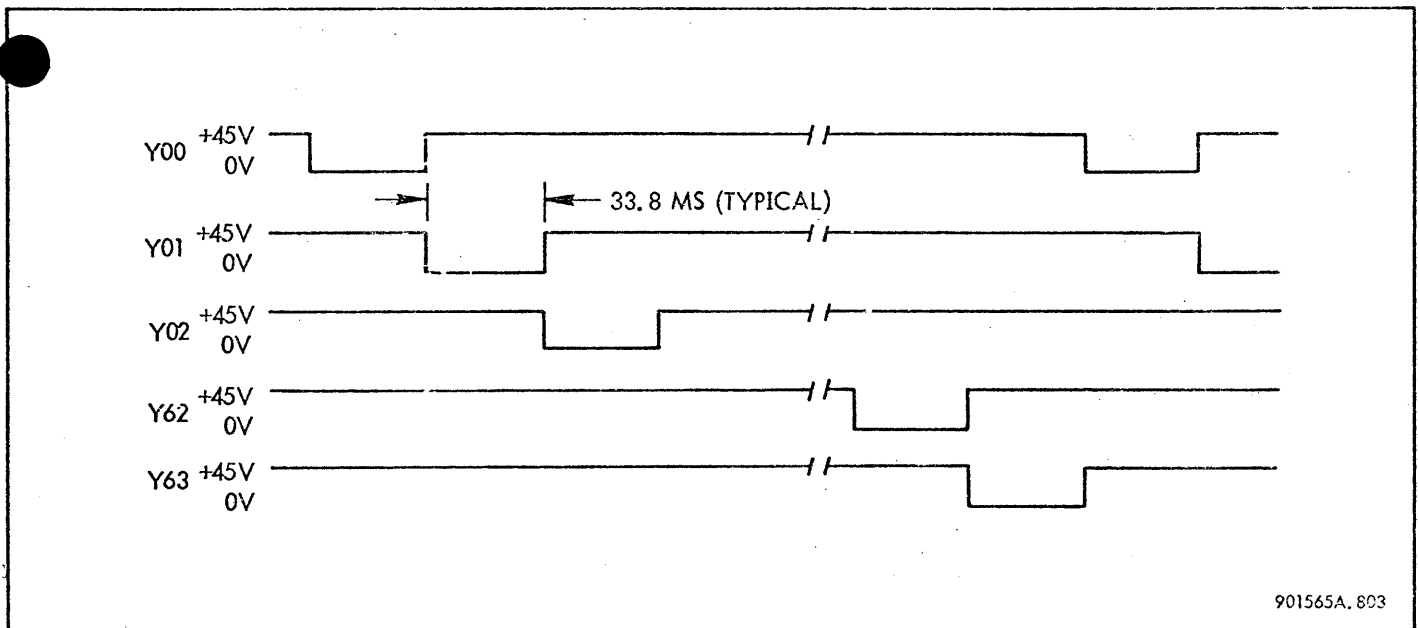 Y00 +45V
0V
33.8 MS (TYPICAL)
Y01 +45V
0V
Y02 +45V
0V
Y62 +45V
0V
Y63 +45V
0V
901565A.803